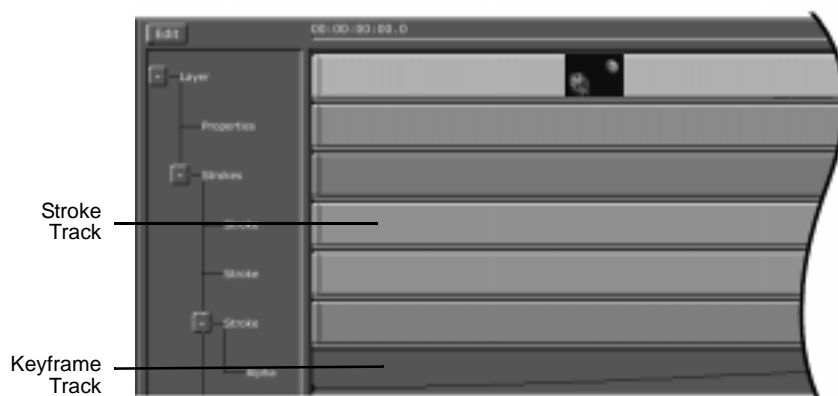 Edit
00:00:00:00.0
Layer
Properties
Strokes
Stroke
Track
Stroke
Stroke
Stroke
Keyframe
Track
Alpha